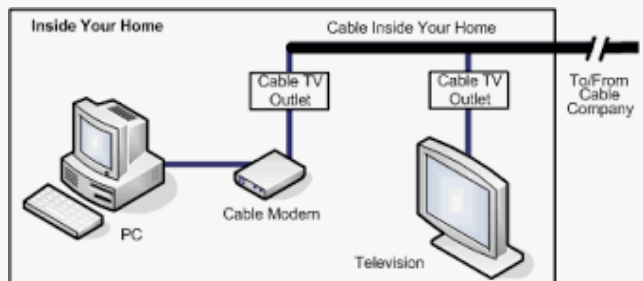 Inside Your Home
Cable Inside Your Home
Cable TV
Outlet
Cable TV
Outlet
To/From
Cable
Company
PC
Cable Modem
Television